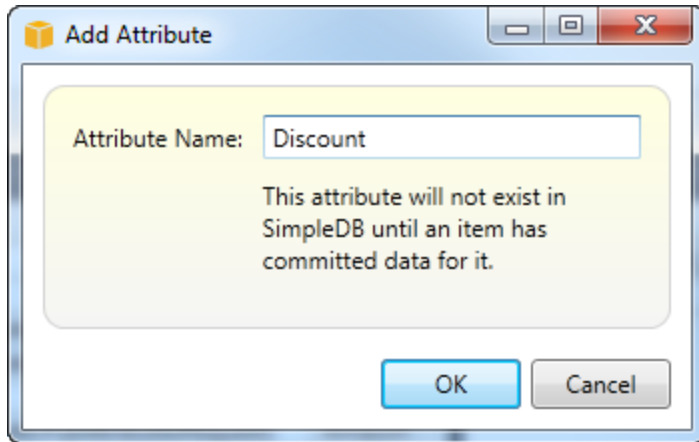 Add Attribute
Attribute Name: Discount
This attribute will not exist in
SimpleDB until an item has
committed data for it.
OK Cancel